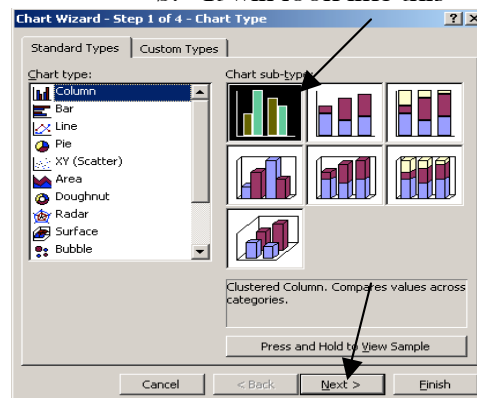 Chart Wizard - Step 1 of 4 - Chart Type
Standard Types Custom Types
Chart type:
Column
Bar
Line
Pie
XY (Scatter)
Area
Doughnut
Radar
Surface
Bubble
Chart sub-type:
Clustered Column. Compares values across
categories.
Press and Hold to View Sample
Cancel < Back Next > Finish